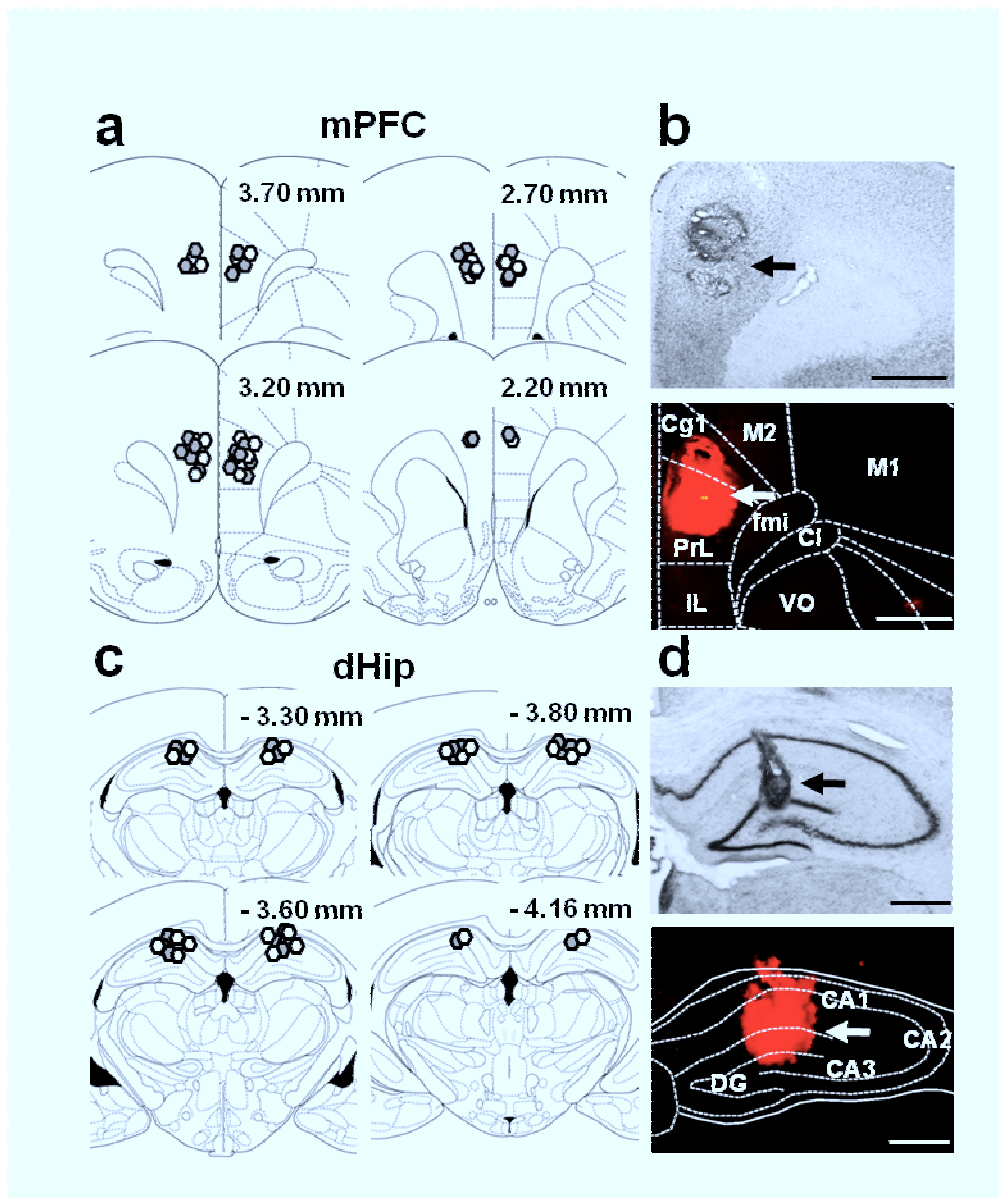 a
mPFC
3.70 mm
2.70 mm
3.20 mm
2.20 mm
b
Cg1
M2
M1
fmi
Cl
PrL
IL
VO
c
dHip
- 3.30 mm
- 3.80 mm
- 3.60 mm
- 4.16 mm
d
CA1
CA2
CA3
DG